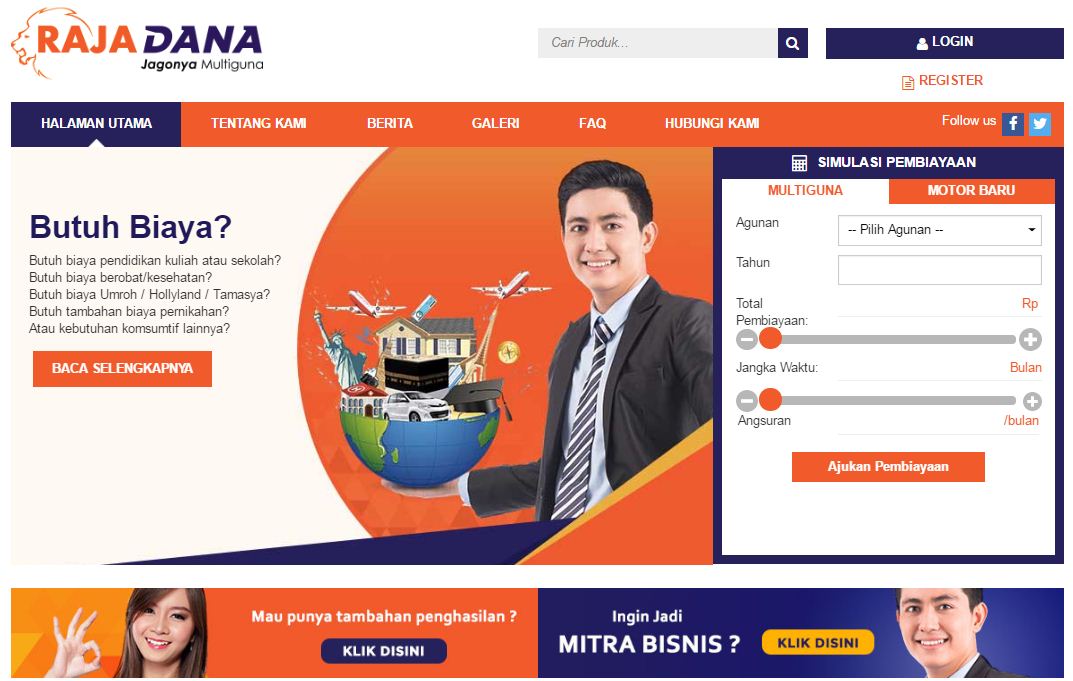 RAJADANA
Jagonya Multiguna
Cari Produk...
LOGIN
REGISTER
HALAMAN UTAMA
TENTANG KAMI
BERITA
GALERI
FAQ
HUBUNGI KAMI
Follow us
Butuh Biaya?
Butuh biaya pendidikan kuliah atau sekolah?
Butuh biaya berobat/kesehatan?
Butuh biaya Umroh / Hollyland / Tamasya?
Butuh tambahan biaya pernikahan?
Atau kebutuhan komsumtif lainnya?
BACA SELENGKAPNYA
SIMULASI PEMBIAYAAN
MULTIGUNA
MOTOR BARU
Agunan
-- Pilih Agunan --
Tahun
Total
Pembiayaan:
Rp
Jangka Waktu:
Bulan
Angsuran
/bulan
Ajukan Pembiayaan
Mau punya tambahan penghasilan ?
KLIK DISINI
Ingin Jadi
MITRA BISNIS ?
KLIK DISINI